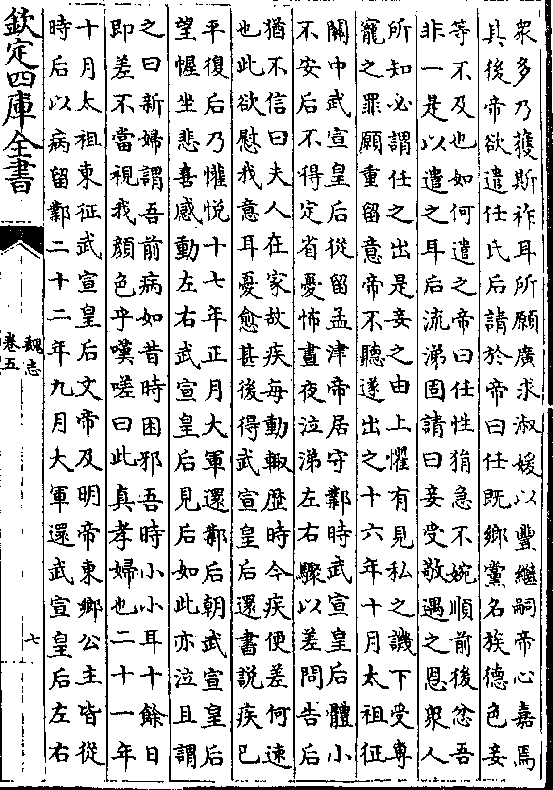 衆多乃獲斯祚耳所願廣求淑媛以豐繼嗣帝心嘉焉
其後帝欲遣任氏后請於帝曰任既鄉黨名族德色妾
等不及也如何遣之帝曰任性狷急不婉順前後忿吾
非一是以遣之耳后流涕固請曰妾受敬遇之恩衆人
所知必謂任之出是妾之由上懼有見私之譏下受專
寵之罪願重留意帝不聽遂出之十六年十月太祖征
關中武宣皇后從留孟津帝居守鄴時武宣皇后體小
不安后不得定省憂怖晝夜泣涕左右驟以差問告后
猶不信曰夫人在家故疾每動輒歷時今疾便差何速
也此欲慰我意耳憂愈甚後得武宣皇后還書説疾已
平復后乃懽悦十七年正月大軍還鄴后朝武宣皇后
望幄坐悲喜感動左右武宣皇后見后如此亦泣且謂
之曰新婦謂吾前病如昔時困邪吾時小小耳十餘日
即差不當視我顔色乎嘆嗟曰此真孝婦也二十一年
十月太祖東征武宣皇后文帝及明帝東鄉公主皆從
時后以病留鄴二十二年九月大軍還武宣皇后左右
欽定四庫全書
魏志
卷五
七